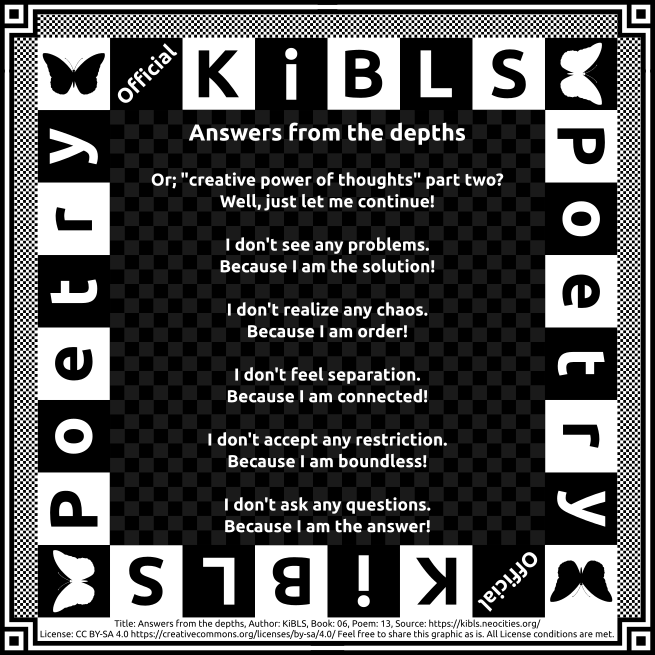 Official KiBLS
Poetry
Poetry
Answers from the depths
Or; "creative power of thoughts" part two?
Well, just let me continue!
I don't see any problems.
Because I am the solution!
I don't realize any chaos.
Because I am order!
I don't feel separation.
Because I am connected!
I don't accept any restriction.
Because I am boundless!
I don't ask any questions.
Because I am the answer!
Official KiBLS
Title: Answers from the depths, Author: KiBLS, Book: 06, Poem: 13, Source: https://kibls.neocities.org/
License: CC BY-SA 4.0 https://creativecommons.org/licenses/by-sa/4.0/ Feel free to share this graphic as is. All License conditions are met.